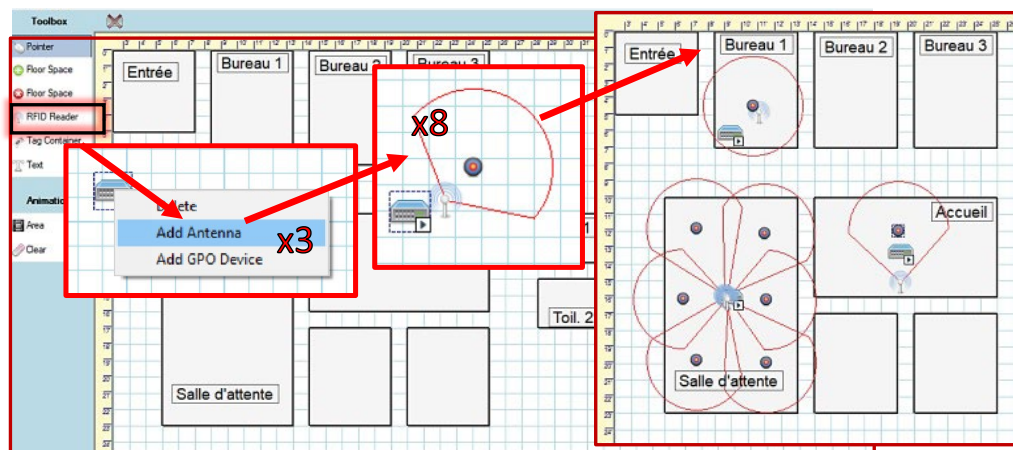 Toolbox
Pointer
Floor Space
Floor Space
RFID Reader
Tag Container
Text
Animatio
Area
Clear
Entrée
Bureau 1
Bureau 2
Bureau 3
Delete
Add Antenna
Add GPO Device
x3
x8
Toil. 2
Salle d'attente
Entrée
Bureau 1
Bureau 2
Bureau 3
Accueil
Salle d'attente